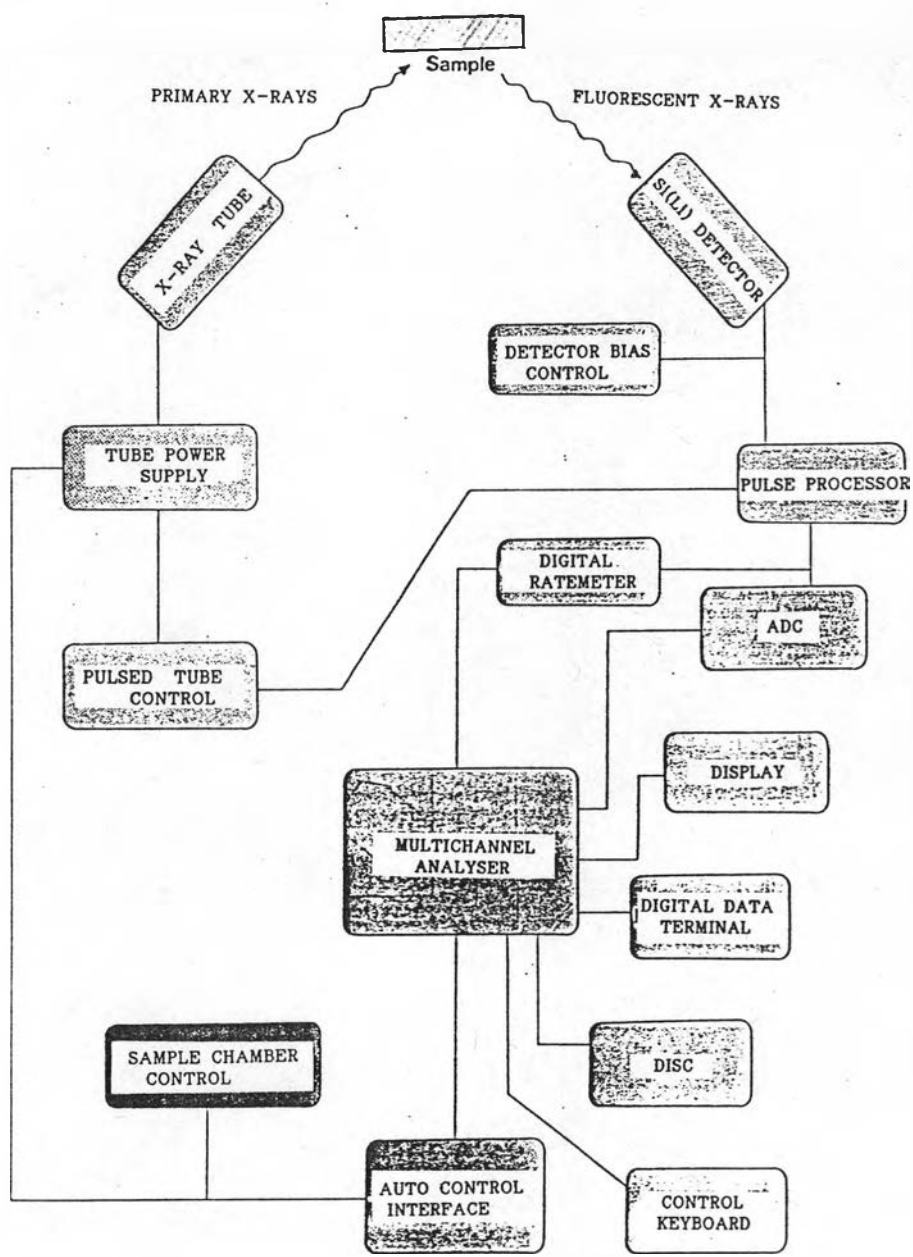 Sample
PRIMARY X-RAYS
FLUORESCENT X-RAYS
X-RAY TUBE
SI(LI) DETECTOR
DETECTOR BIAS
CONTROL
TUBE POWER
SUPPLY
PULSE PROCESSOR
DIGITAL
RATEMETER
ADC
PULSED TUBE
CONTROL
DISPLAY
MULTICHANNEL
ANALYSER
DIGITAL DATA
TERMINAL
SAMPLE CHAMBER
CONTROL
DISC
AUTO CONTROL
INTERFACE
CONTROL
KEYBOARD